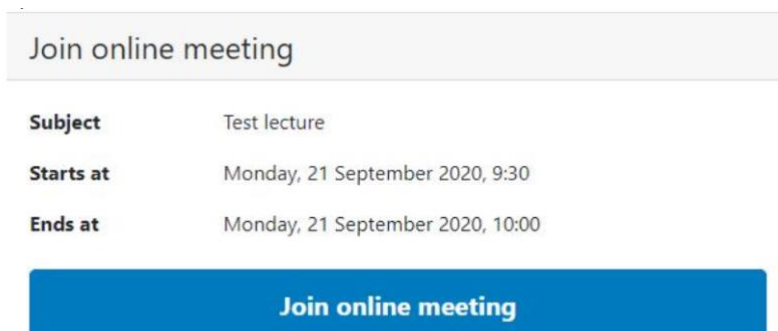 Join online meeting
Subject Test lecture
Starts at Monday, 21 September 2020, 9:30
Ends at Monday, 21 September 2020, 10:00
Join online meeting